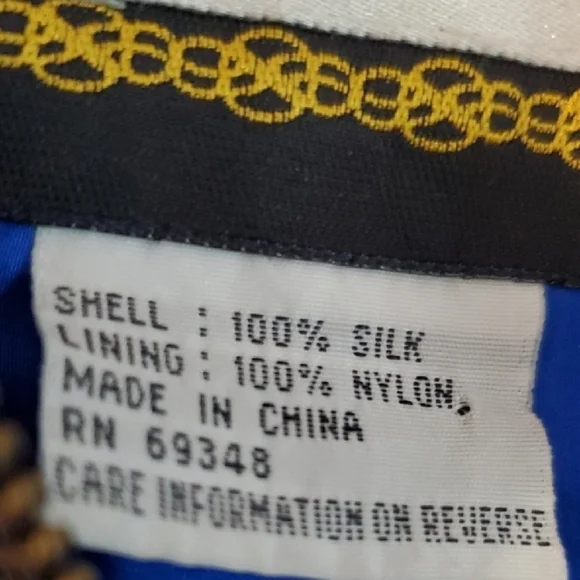 SHELL : 100% SILK
LINING : 100% NYLON.
MADE IN CHINA
RN 69348
CARE INFORMATION ON REVERSE